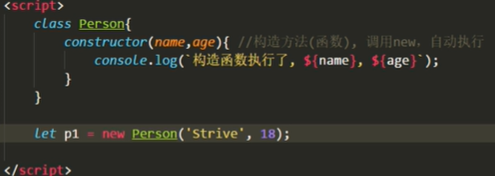 <script>
class Person{
constructor(name,age){ //构造方法(函数), 调用new, 自动执行
console.log(`构造函数执行了, ${name}, ${age}`);
}
}
let p1 = new Person('Strive', 18);
</script>